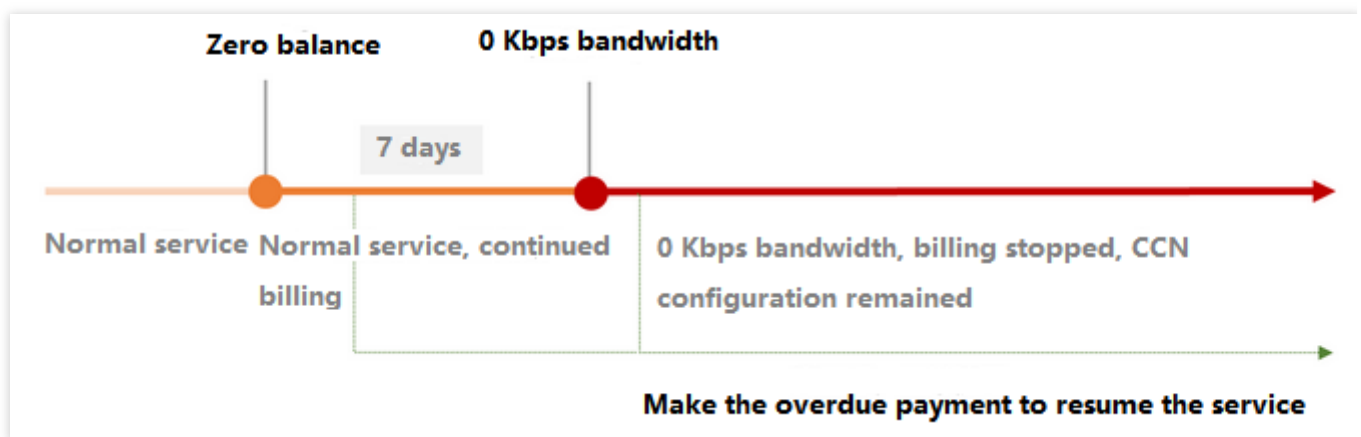 Zero balance
0 Kbps bandwidth
7 days
Normal service
Normal service, continued
billing
0 Kbps bandwidth, billing stopped, CCN
configuration remained
Make the overdue payment to resume the service